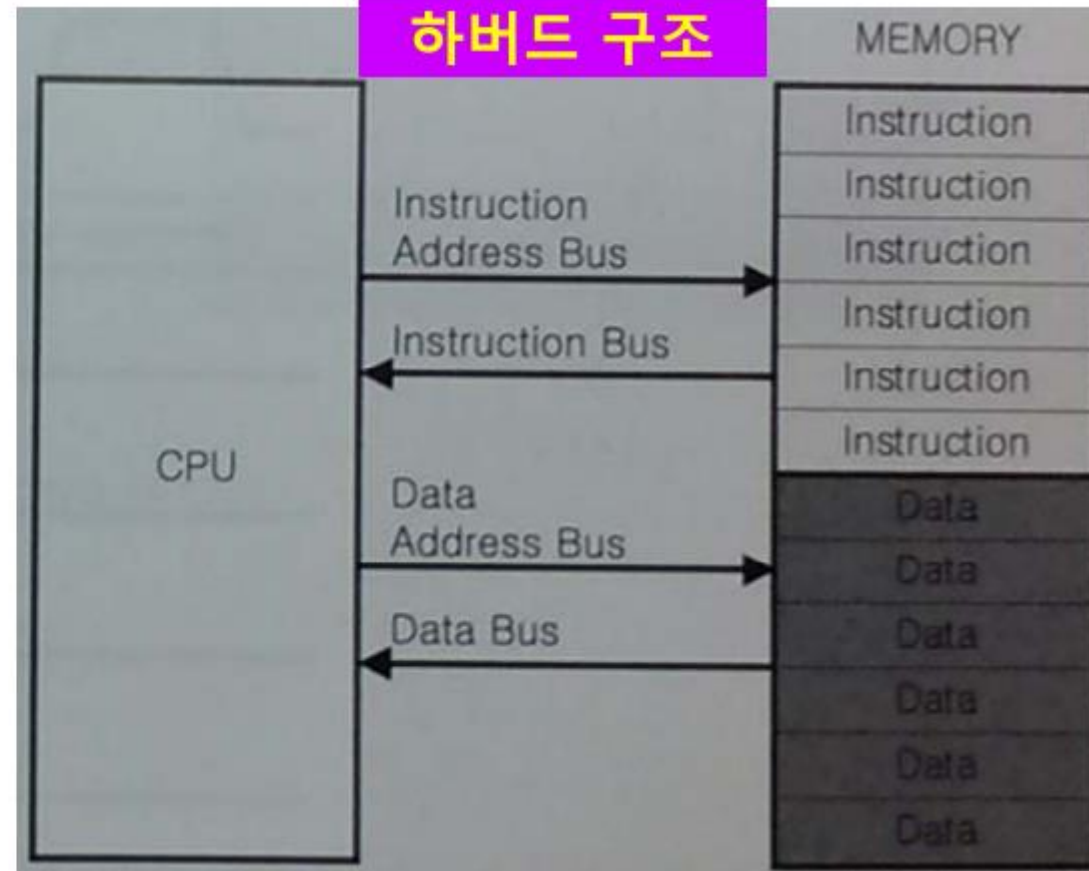 하버드 구조
MEMORY
CPU
Instruction
Address Bus
Instruction Bus
Data
Address Bus
Data Bus
Instruction
Instruction
Instruction
Instruction
Instruction
Instruction
Data
Data
Data
Data
Data
Data